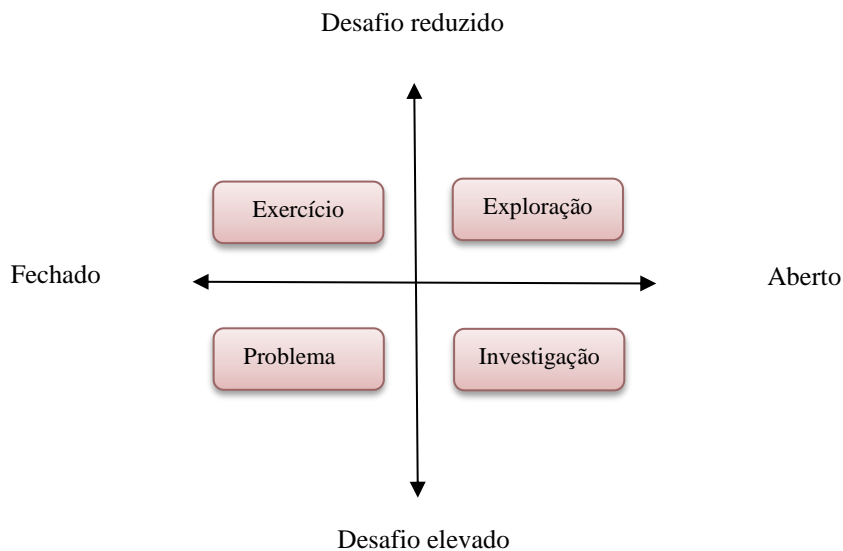 Desafio reduzido
Exercício
Exploração
Fechado
Aberto
Problema
Investigação
Desafio elevado